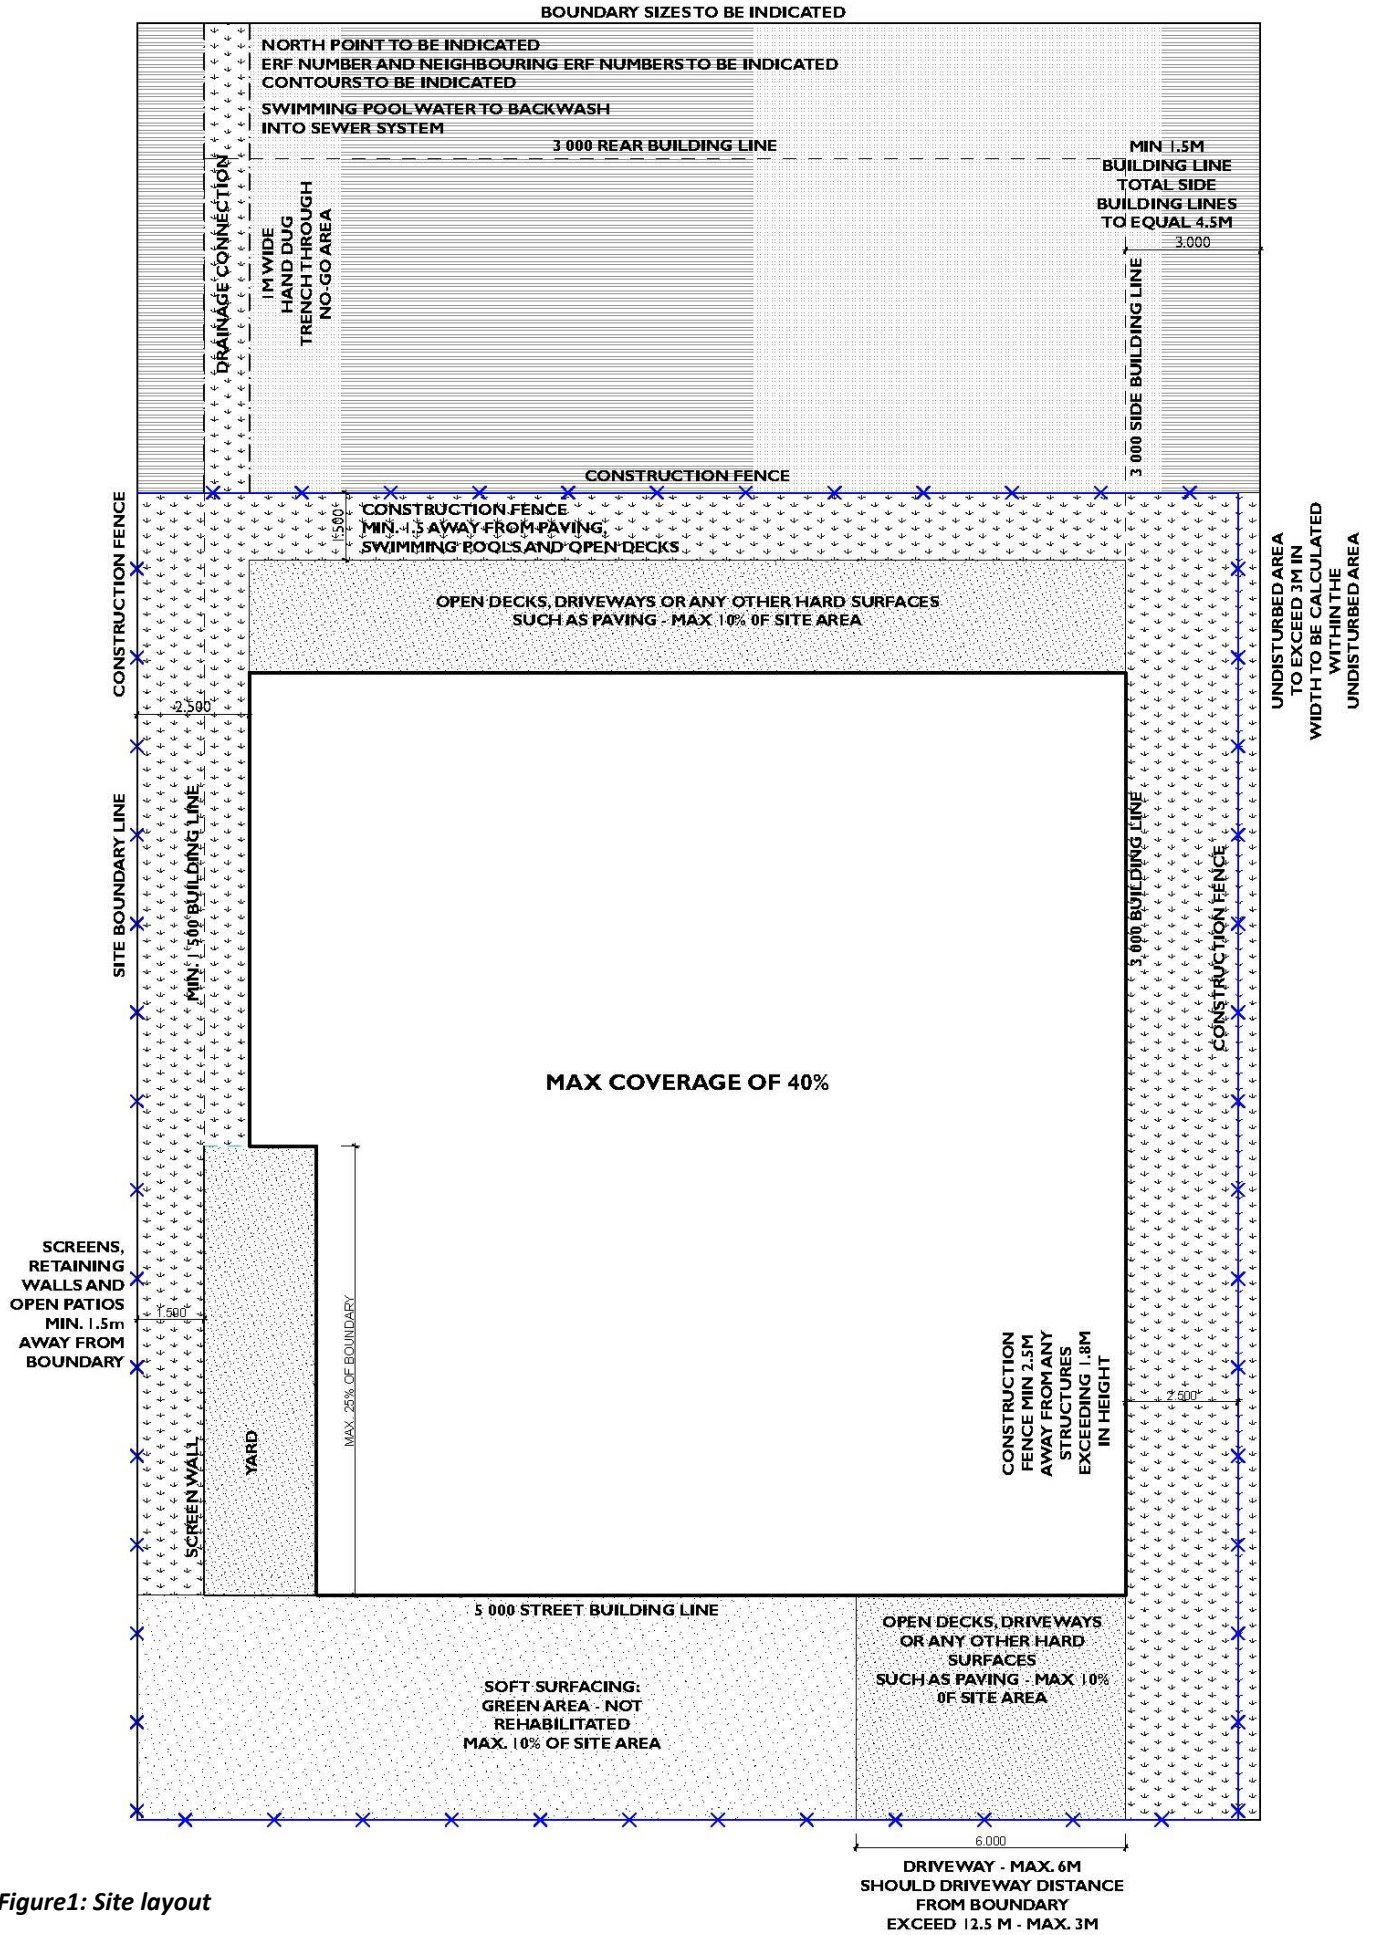 BOUNDARY SIZES TO BE INDICATED
NORTH POINT TO BE INDICATED
ERF NUMBER AND NEIGHBOURING ERF NUMBERS TO BE INDICATED
CONTOURS TO BE INDICATED
SWIMMING POOL WATER TO BACKWASH
INTO SEWER SYSTEM
3 000 REAR BUILDING LINE
MIN 1.5M
BUILDING LINE
TOTAL SIDE
BUILDING LINES
TO EQUAL 4.5M
3.000
DRAINAGE CONNECTION
1M WIDE
HAND DUG
TRENCH THROUGH
NO-GO AREA
3 000 SIDE BUILDING LINE
CONSTRUCTION FENCE
CONSTRUCTION FENCE
1.500
CONSTRUCTION FENCE
MIN. 1.5 AWAY FROM PAVING,
SWIMMING POOLS AND OPEN DECKS
UNDISTURBED AREA
TO EXCEED 3M IN
WIDTH TO BE CALCULATED
WITHIN THE
UNDISTURBED AREA
OPEN DECKS, DRIVEWAYS OR ANY OTHER HARD SURFACES
SUCH AS PAVING - MAX 10% 0F SITE AREA
2.500
SITE BOUNDARY LINE
MIN. 1 500 BUILDING LINE
3 000 BUILDING LINE
CONSTRUCTION FENCE
MAX COVERAGE OF 40%
SCREENS,
RETAINING
WALLS AND
OPEN PATIOS
MIN. 1.5m
AWAY FROM
BOUNDARY
1.500
SCREEN WALL
YARD
MAX. 25% OF BOUNDARY
CONSTRUCTION
FENCE MIN 2.5M
AWAY FROM ANY
STRUCTURES
EXCEEDING 1.8M
IN HEIGHT
2.500
5 000 STREET BUILDING LINE
SOFT SURFACING:
GREEN AREA - NOT
REHABILITATED
MAX. 10% OF SITE AREA
OPEN DECKS, DRIVEWAYS
OR ANY OTHER HARD
SURFACES
SUCH AS PAVING - MAX 10%
0F SITE AREA
6.000
DRIVEWAY - MAX. 6M
SHOULD DRIVEWAY DISTANCE
FROM BOUNDARY
EXCEED 12.5 M - MAX. 3M
Figure1: Site layout